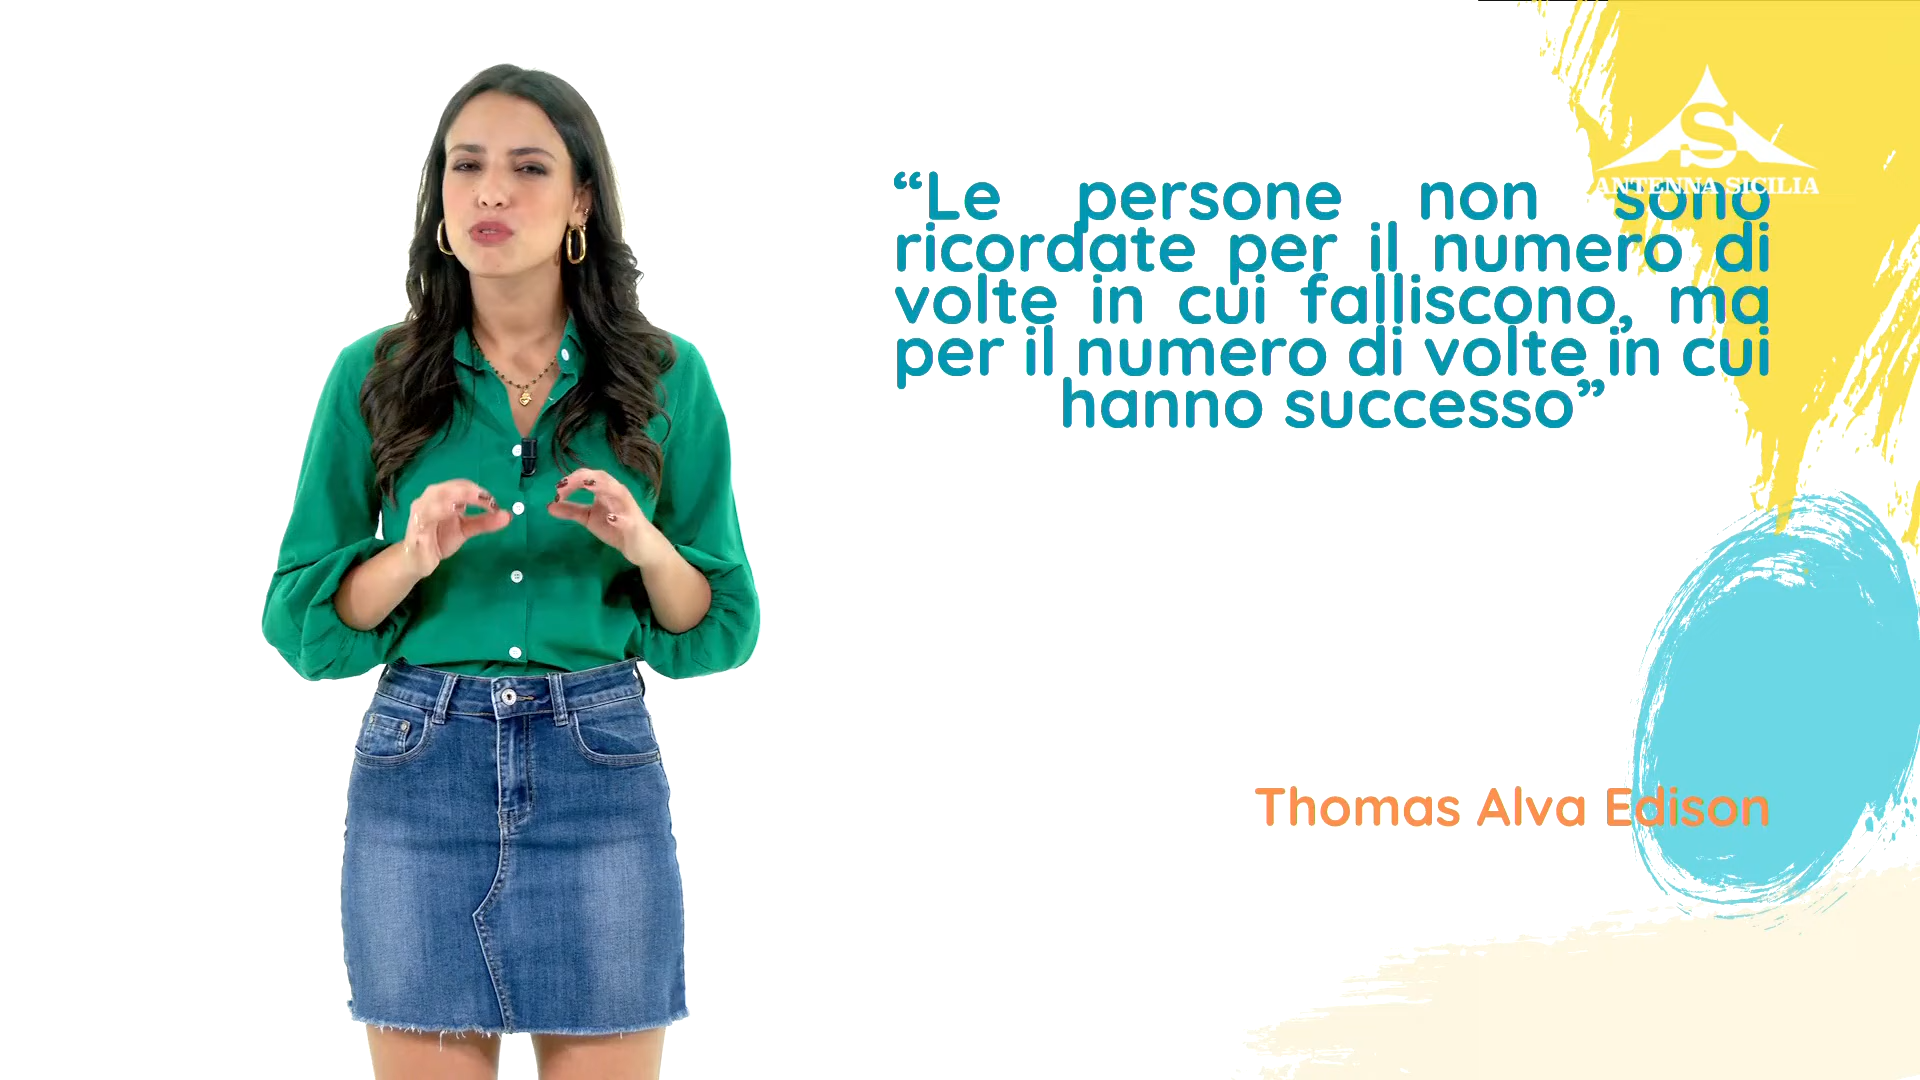 S
ANTENNA SICILIA
“Le persone non sono
ricordate per il numero di
volte in cui falliscono, ma
per il numero di volte in cui
hanno successo”
Thomas Alva Edison